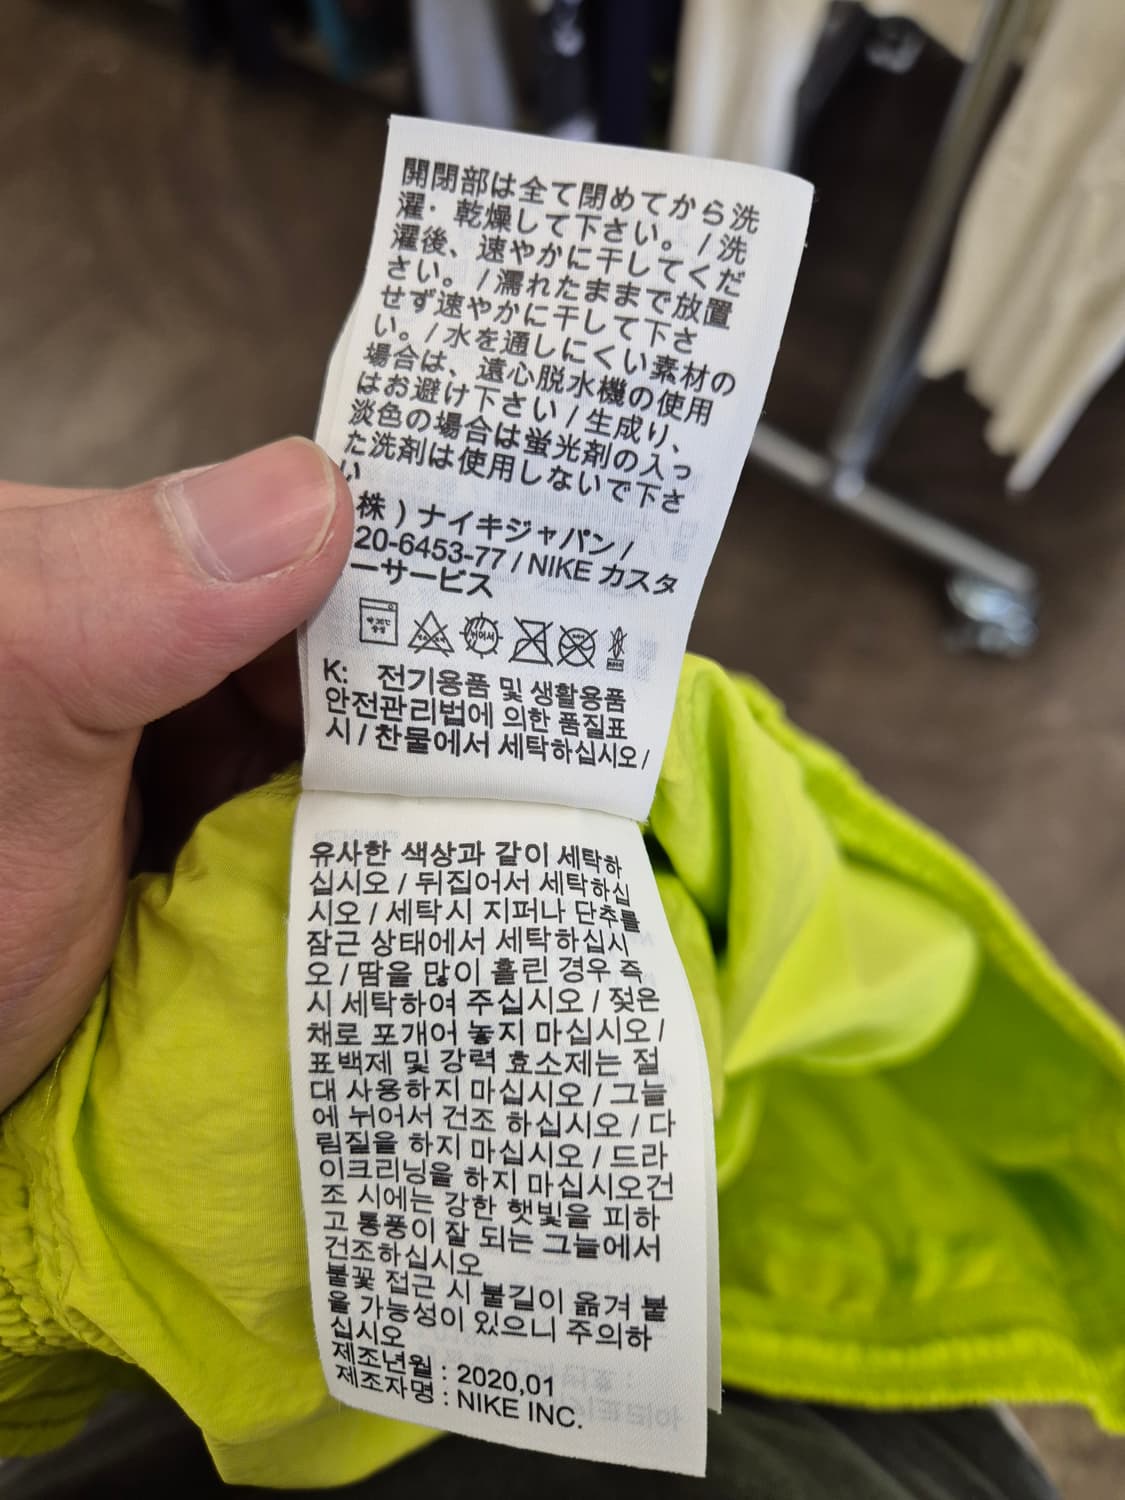 開閉部は全て閉めてから洗
濯・乾燥して下さい。 / 洗
濯後、速やかに干してくだ
さい。 / 濡れたままで放置
せず速やかに干して下さ
い。 / 水を通しにくい素材の
場合は、遠心脱水機の使用
はお避け下さい / 生成り、
淡色の場合は蛍光剤の入っ
た洗剤は使用しないで下さ
い
株 ) ナイキジャパン /
20-6453-77 / NIKE カスタ
ーサービス
K: 전기용품 및 생활용품
안전관리법에 의한 품질표
시 / 찬물에서 세탁하십시오 /
유사한 색상과 같이 세탁하
십시오 / 뒤집어서 세탁하십
시오 / 세탁시 지퍼나 단추를
잠근 상태에서 세탁하십시
오 / 땀을 많이 흘린 경우 즉
시 세탁하여 주십시오 / 젖은
채로 포개어 놓지 마십시오 /
표백제 및 강력 효소제는 절
대 사용하지 마십시오 / 그늘
에 뉘어서 건조 하십시오 / 다
림질을 하지 마십시오 / 드라
이크리닝을 하지 마십시오건
조 시에는 강한 햇빛을 피하
고 통풍이 잘 되는 그늘에서
건조하십시오
불꽃 접근 시 불길이 옮겨 붙
을 가능성이 있으니 주의하
십시오
제조년월 : 2020,01
제조자명 : NIKE INC.